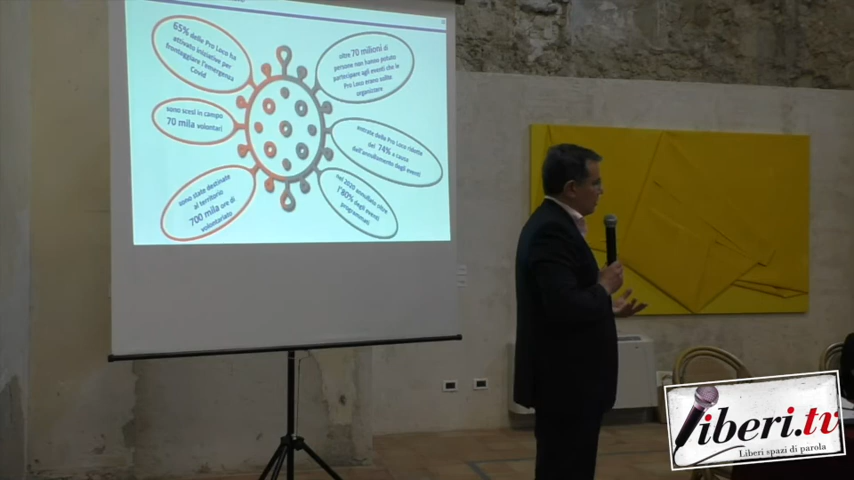 65% delle Pro Loco ha
attivato iniziative per
fronteggiare l'emergenza
Covid
sono scesi in campo
70 mila volontari
sono state destinate
al territorio
700 mila ore di
volontariato
oltre 70 milioni di
persone non hanno potuto
partecipare agli eventi che le
Pro Loco erano solite
organizzare
entrate delle Pro Loco ridotte
del 74% a causa
dell'annullamento degli eventi
nel 2020 annullato oltre
l'80% degli eventi
programmati
liberi.tv
Liberi spazi di parola